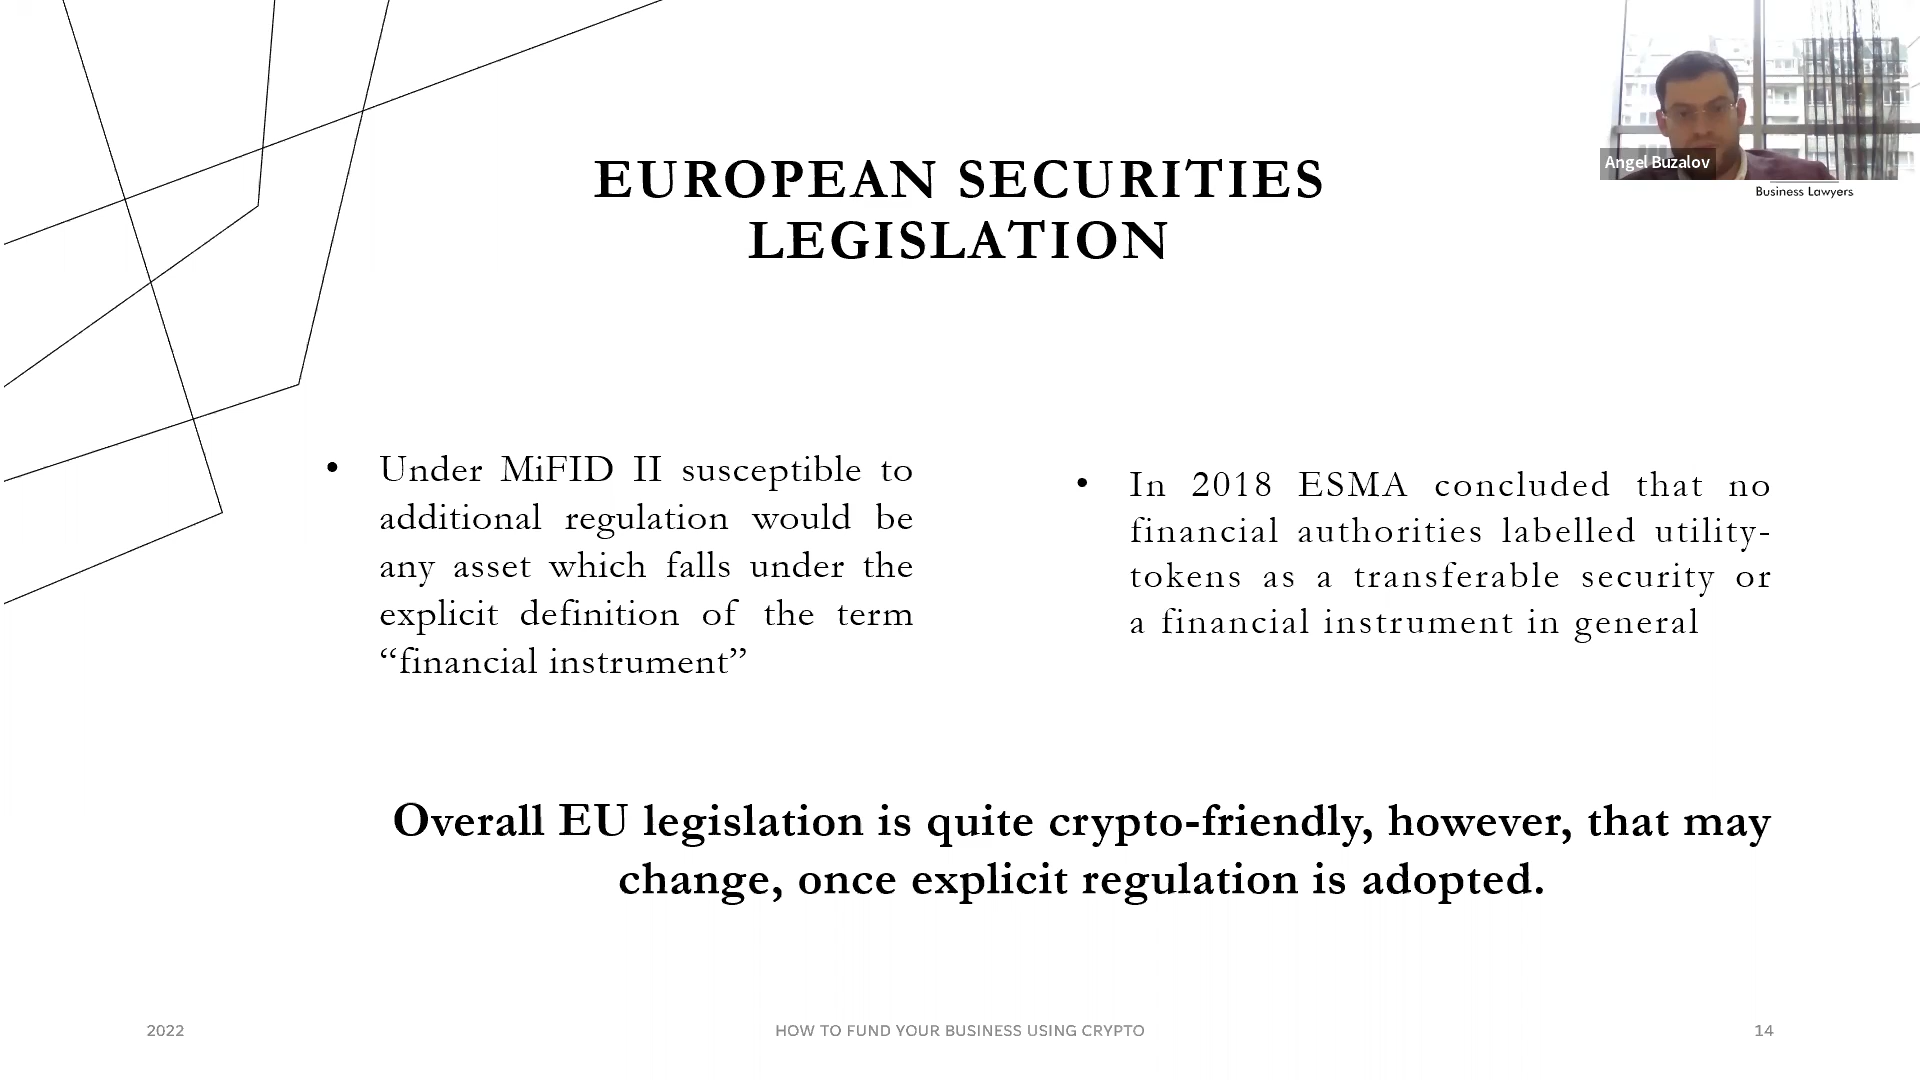 EUROPEAN SECURITIES
LEGISLATION
Angel Buzalov
Business Lawyers
• Under MiFID II susceptible to
additional regulation would be
any asset which falls under the
explicit definition of the term
“financial instrument”
• In 2018 ESMA concluded that no
financial authorities labelled utility-
tokens as a transferable security or
a financial instrument in general
Overall EU legislation is quite crypto-friendly, however, that may
change, once explicit regulation is adopted.
2022
HOW TO FUND YOUR BUSINESS USING CRYPTO
14